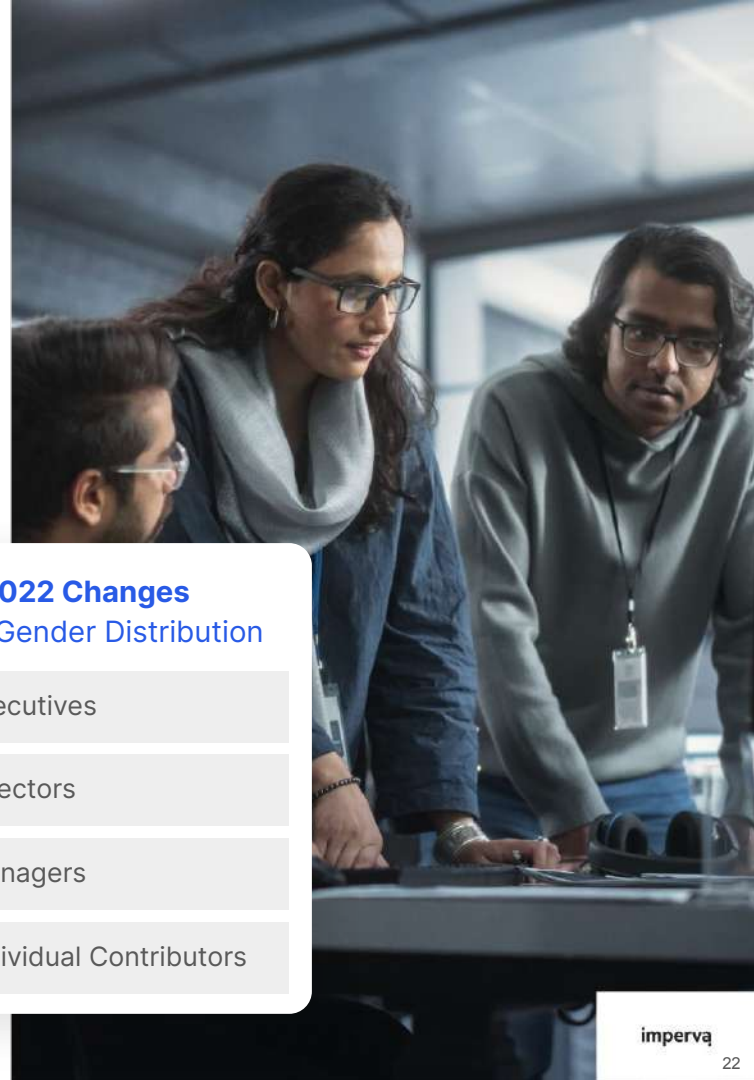 022 Changes
Gender Distribution
ecutives
ectors
nagers
ividual Contributors
imperva
22